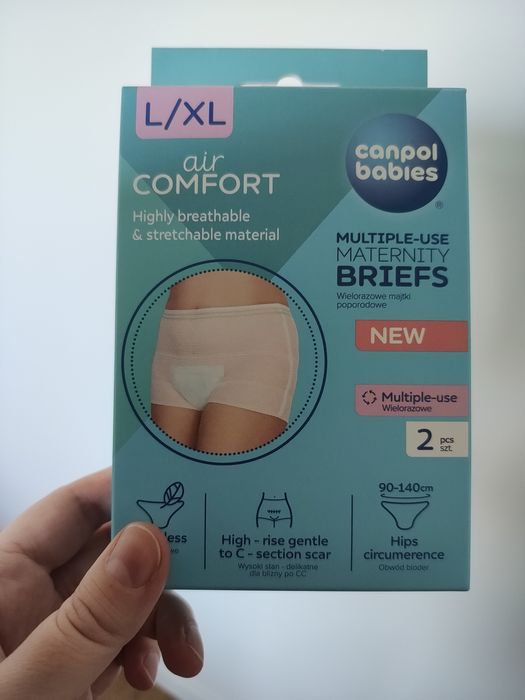 L/XL
air
COMFORT
Highly breathable
& stretchable material
canpol
babies
®
MULTIPLE-USE
MATERNITY
BRIEFS
Wielorazowe majtki
poporodowe
NEW
Multiple-use
Wielorazowe
2 pcs
szt.
High - rise gentle
to C - section scar
Wysoki stan - delikatne
dla blizny po CC
90-140cm
Hips
circumerence
Obwód bioder